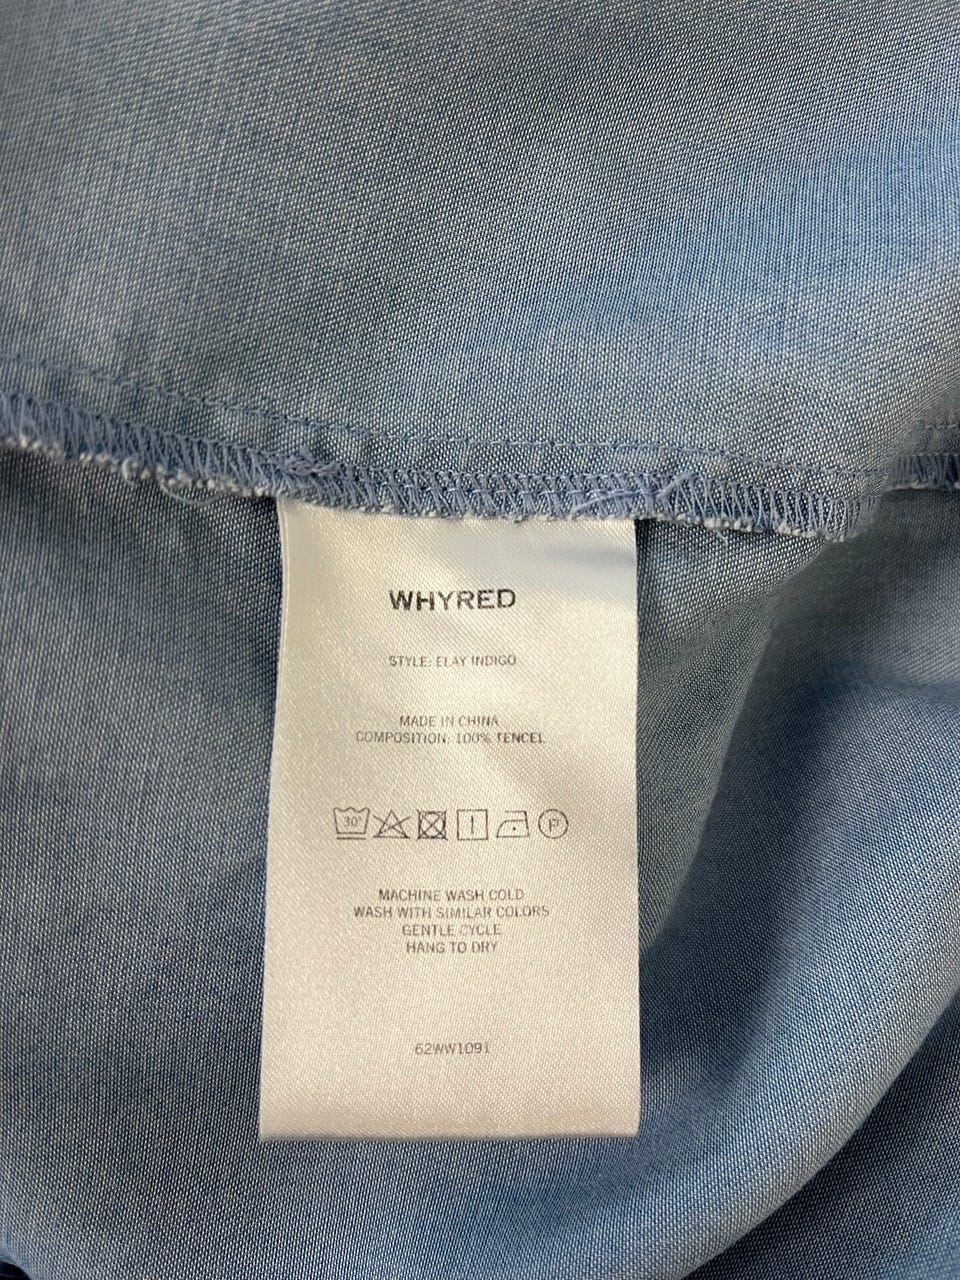 WHYRED
STYLE: ELAY INDIGO
MADE IN CHINA
COMPOSITION: 100% TENCEL
30° P
MACHINE WASH COLD
WASH WITH SIMILAR COLORS
GENTLE CYCLE
HANG TO DRY
62WW1091